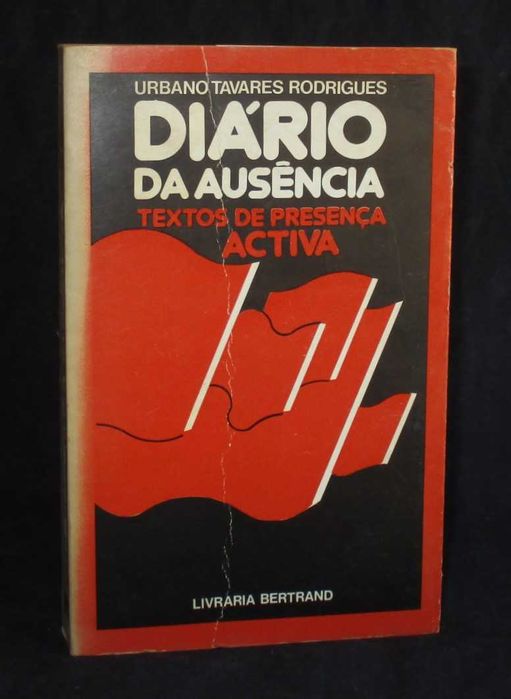 URBANO TAVARES RODRIGUES
DIÁRIO
DA AUSÊNCIA
TEXTOS DE PRESENÇA
ACTIVA
LIVRARIA BERTRAND